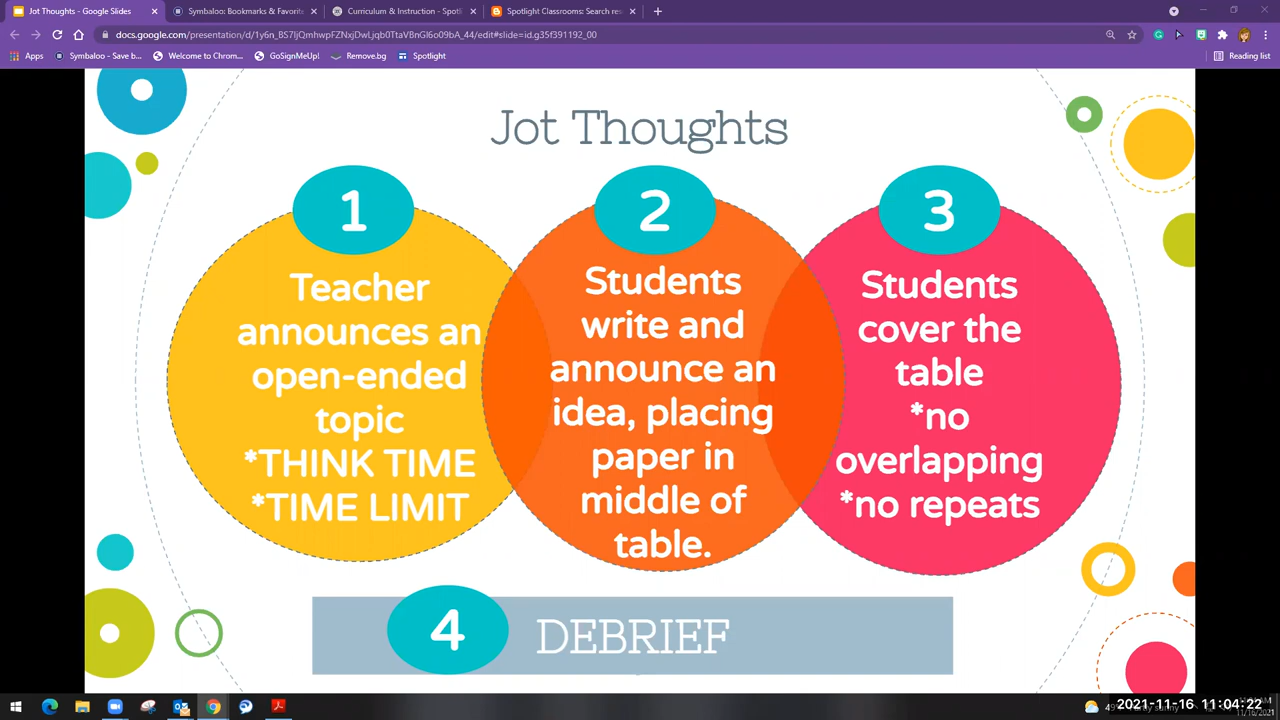 Jot Thoughts - Google Slides
Symbaloo: Bookmarks & Favorite
Curriculum & Instruction - Spotl
Spotlight Classrooms: Search res
docs.google.com/presentation/d/1y6n_BS7ljQmhwpFZNxjDwLjqb0TtaVBnGl6o09bA_44/edit#slide=id.g35f391192_00
Apps
Symbaloo - Save b...
Welcome to Chrom...
GoSignMeUp!
Remove.bg
Spotlight
Reading list
Jot Thoughts
1
Teacher
announces an
open-ended
topic
*THINK TIME
*TIME LIMIT
2
Students
write and
announce an
idea, placing
paper in
middle of
table.
3
Students
cover the
table
*no
overlapping
*no repeats
4
DEBRIEF
2021-11-16 11:04:22
11/16/2021